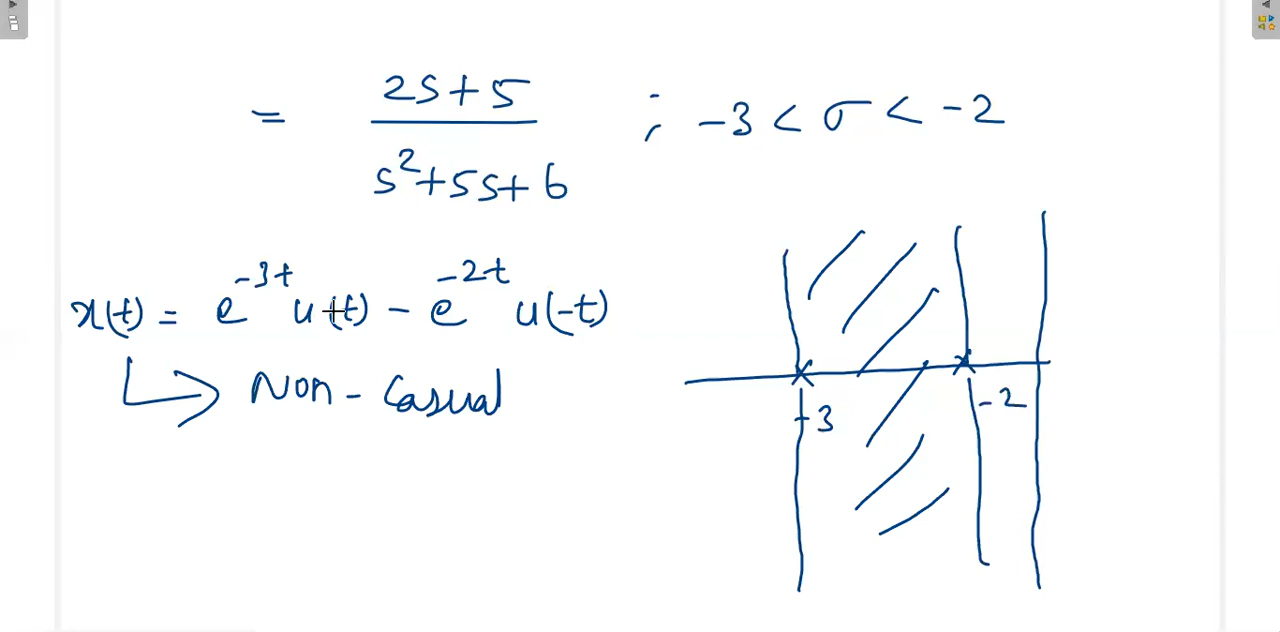 = 2s+5 / s²+5s+6 ; -3 < σ < -2
x(t) = e^-3t u(t) - e^-2t u(-t)
Non-Casual
-3
-2